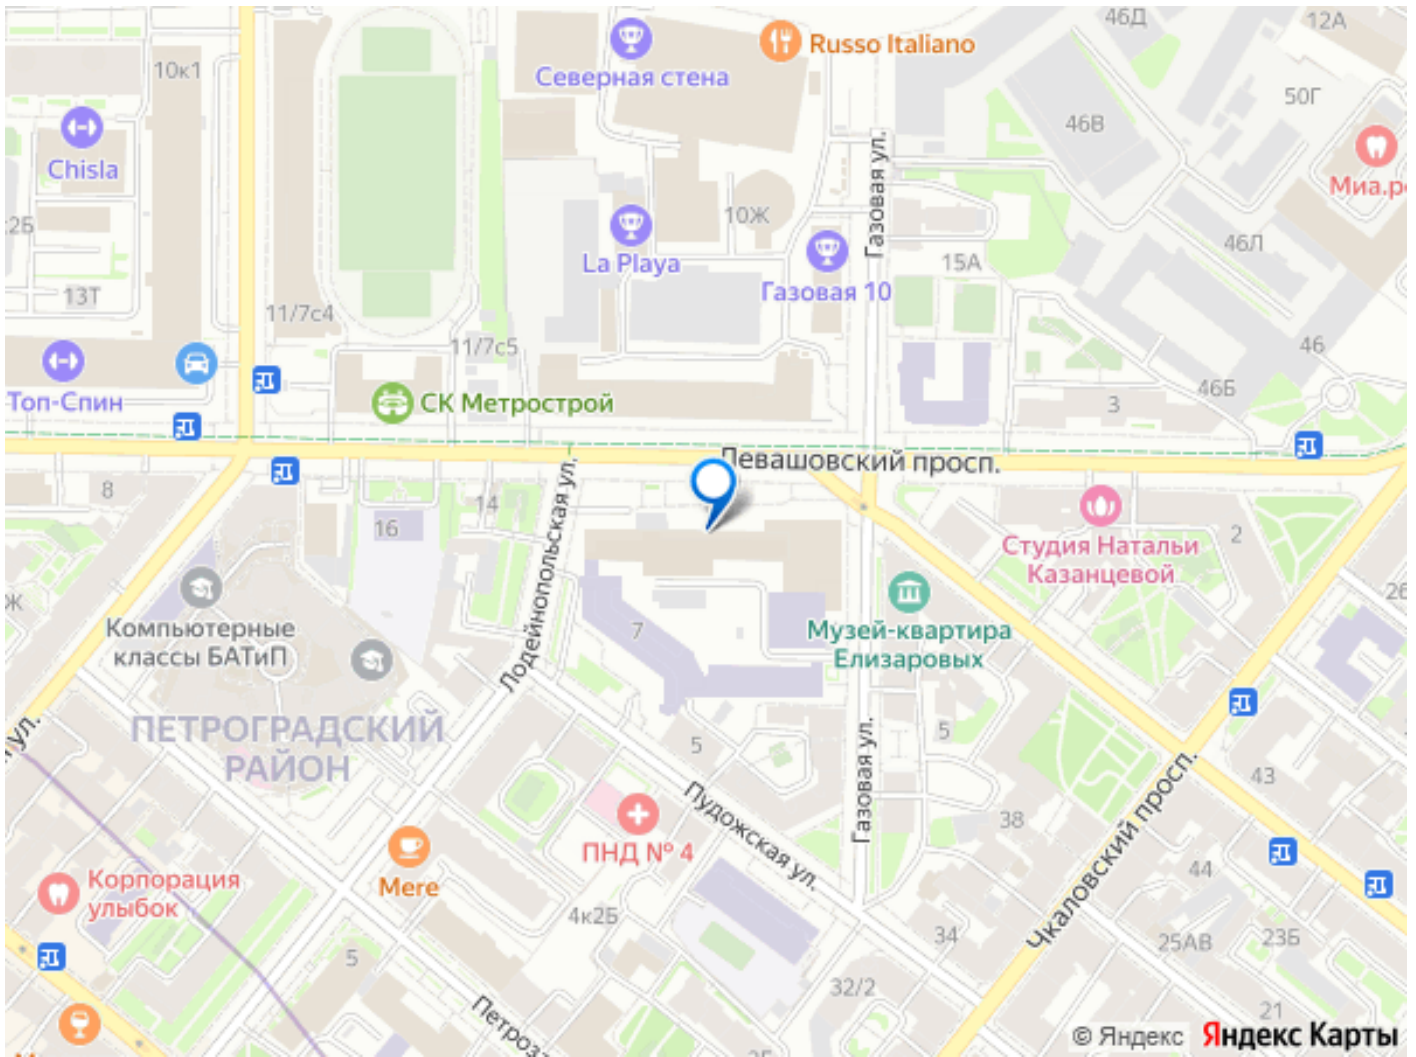 46Д
12А
Russo Italiano
Северная стена
10к1
50Г
46В
Chisla
Газовая ул.
Миа.ре
10Ж
2Б
La Playa
15А
46Л
Газовая 10
13Т
11/7с4
11/7с5
46
46Б
Топ-Спин
СК Метрострой
3
Левашовский просп.
8
14
16
Лодейнопольская ул.
2
Студия Натальи
Казанцевой
26
Ж
Компьютерные
классы БАТиП
7
Музей-квартира
Елизаровых
ПЕТРОГРАДСКИЙ
РАЙОН
ул.
5
5
Газовая ул.
43
Пудожская ул.
38
Чкаловский просп.
ПНД № 4
Mere
44
Корпорация
улыбок
4к2Б
34
25АВ
23Б
5
32/2
21
Петроз
© Яндекс Яндекс Карты